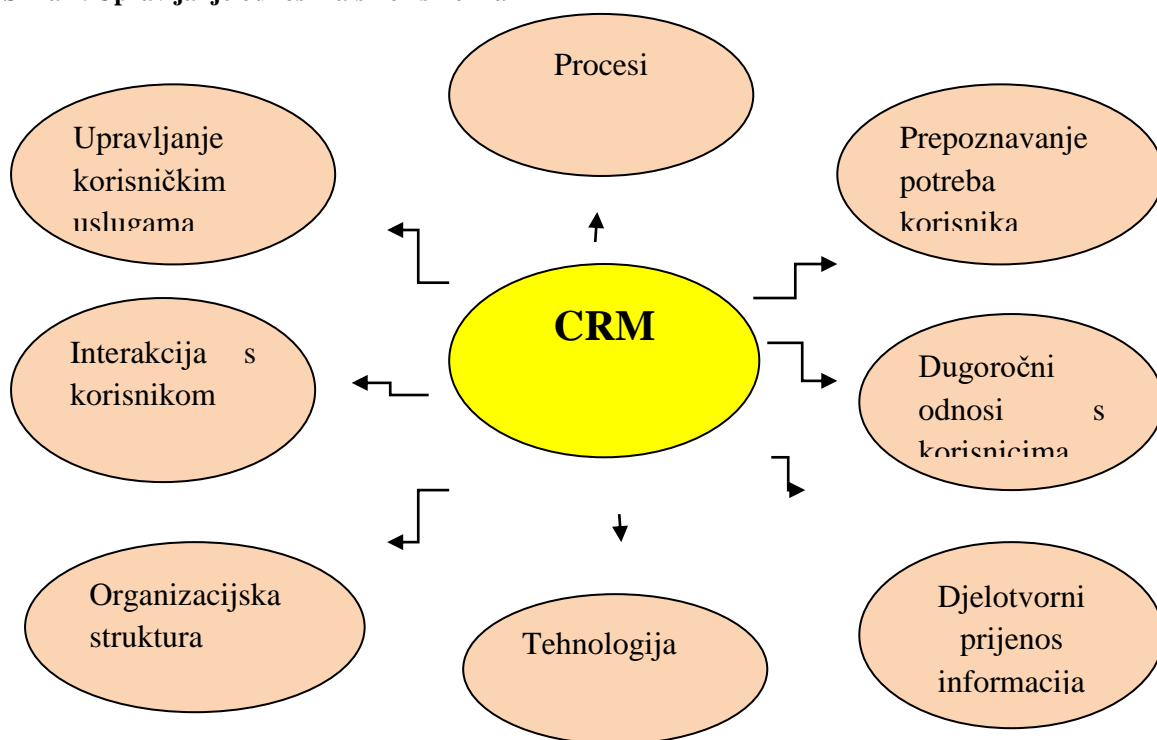 Procesi
Upravljanje
korisničkim
uslugama
Prepoznavanje
potreba
korisnika
CRM
Interakcija s
korisnikom
Dugoročni
odnosi s
korisnicima
Organizacijska
struktura
Tehnologija
Djelotvorni
prijenos
informacija